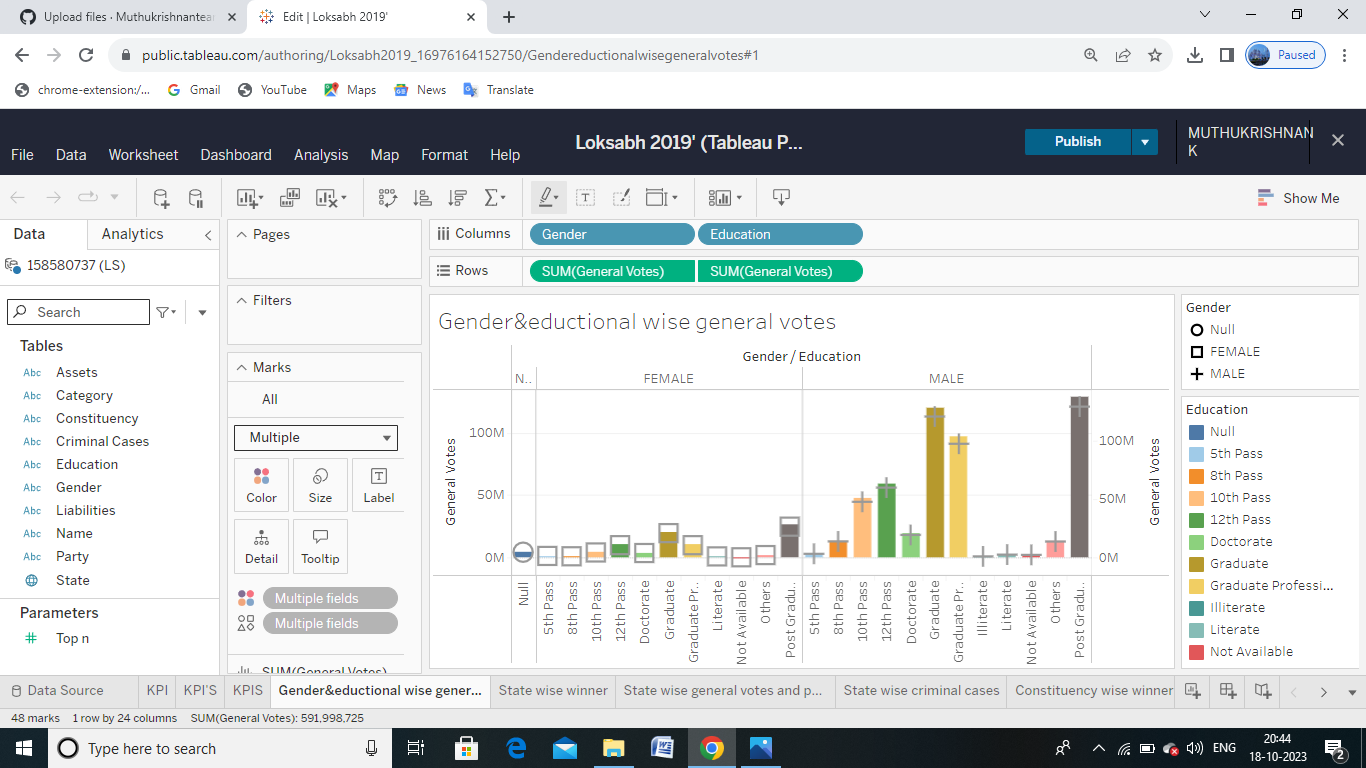 Upload files · Muthukrishnantea
Edit | Loksabh 2019'
public.tableau.com/authoring/Loksabh2019_16976164152750/Gendereductionalwisegeneralvotes#1
Paused
chrome-extension:/...
Gmail
YouTube
Maps
News
Translate
Loksabh 2019' (Tableau P...
Publish
MUTHUKRISHNAN
K
File Data Worksheet Dashboard Analysis Map Format Help
Show Me
Data Analytics
158580737 (LS)
Search
Tables
Abc Assets
Abc Category
Abc Constituency
Abc Criminal Cases
Abc Education
Abc Gender
Abc Liabilities
Abc Name
Abc Party
State
Parameters
Top n
Pages
Filters
Marks
All
Multiple
Color Size Label
Detail Tooltip
Multiple fields
Multiple fields
SUM(General Votes)
Columns Gender Education
Rows SUM(General Votes) SUM(General Votes)
Gender&eductional wise general votes
Gender / Education
N.. FEMALE MALE
General Votes
100M
50M
0M
General Votes
100M
50M
0M
Null
5th Pass
8th Pass
10th Pass
12th Pass
Doctorate
Graduate
Graduate Pr..
Literate
Not Available
Others
Post Gradu..
5th Pass
8th Pass
10th Pass
12th Pass
Doctorate
Graduate
Graduate Pr..
Illiterate
Literate
Not Available
Others
Post Gradu..
Gender
Null
FEMALE
MALE
Education
Null
5th Pass
8th Pass
10th Pass
12th Pass
Doctorate
Graduate
Graduate Professi...
Illiterate
Literate
Not Available
Data Source KPI KPI'S KPIS Gender&eductional wise gener... State wise winner State wise general votes and p... State wise criminal cases Constituency wise winner
48 marks 1 row by 24 columns SUM(General Votes): 591,998,725
Type here to search
W
ENG
20:44
18-10-2023
2